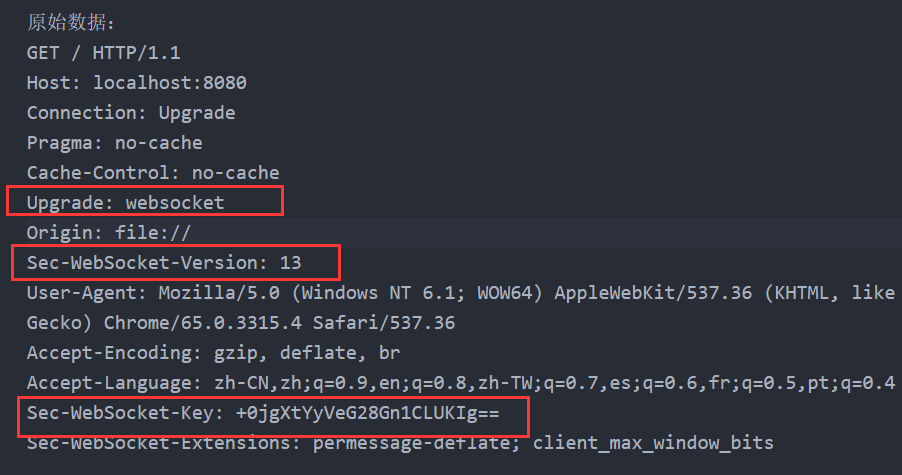 原始数据:
GET / HTTP/1.1
Host: localhost:8080
Connection: Upgrade
Pragma: no-cache
Cache-Control: no-cache
Upgrade: websocket
Origin: file://
Sec-WebSocket-Version: 13
User-Agent: Mozilla/5.0 (Windows NT 6.1; WOW64) AppleWebKit/537.36 (KHTML, like
Gecko) Chrome/65.0.3315.4 Safari/537.36
Accept-Encoding: gzip, deflate, br
Accept-Language: zh-CN,zh;q=0.9,en;q=0.8,zh-TW;q=0.7,es;q=0.6,fr;q=0.5,pt;q=0.4
Sec-WebSocket-Key: +0jgXtYyVeG28Gn1CLUKIg==
Sec-WebSocket-Extensions: permessage-deflate; client_max_window_bits